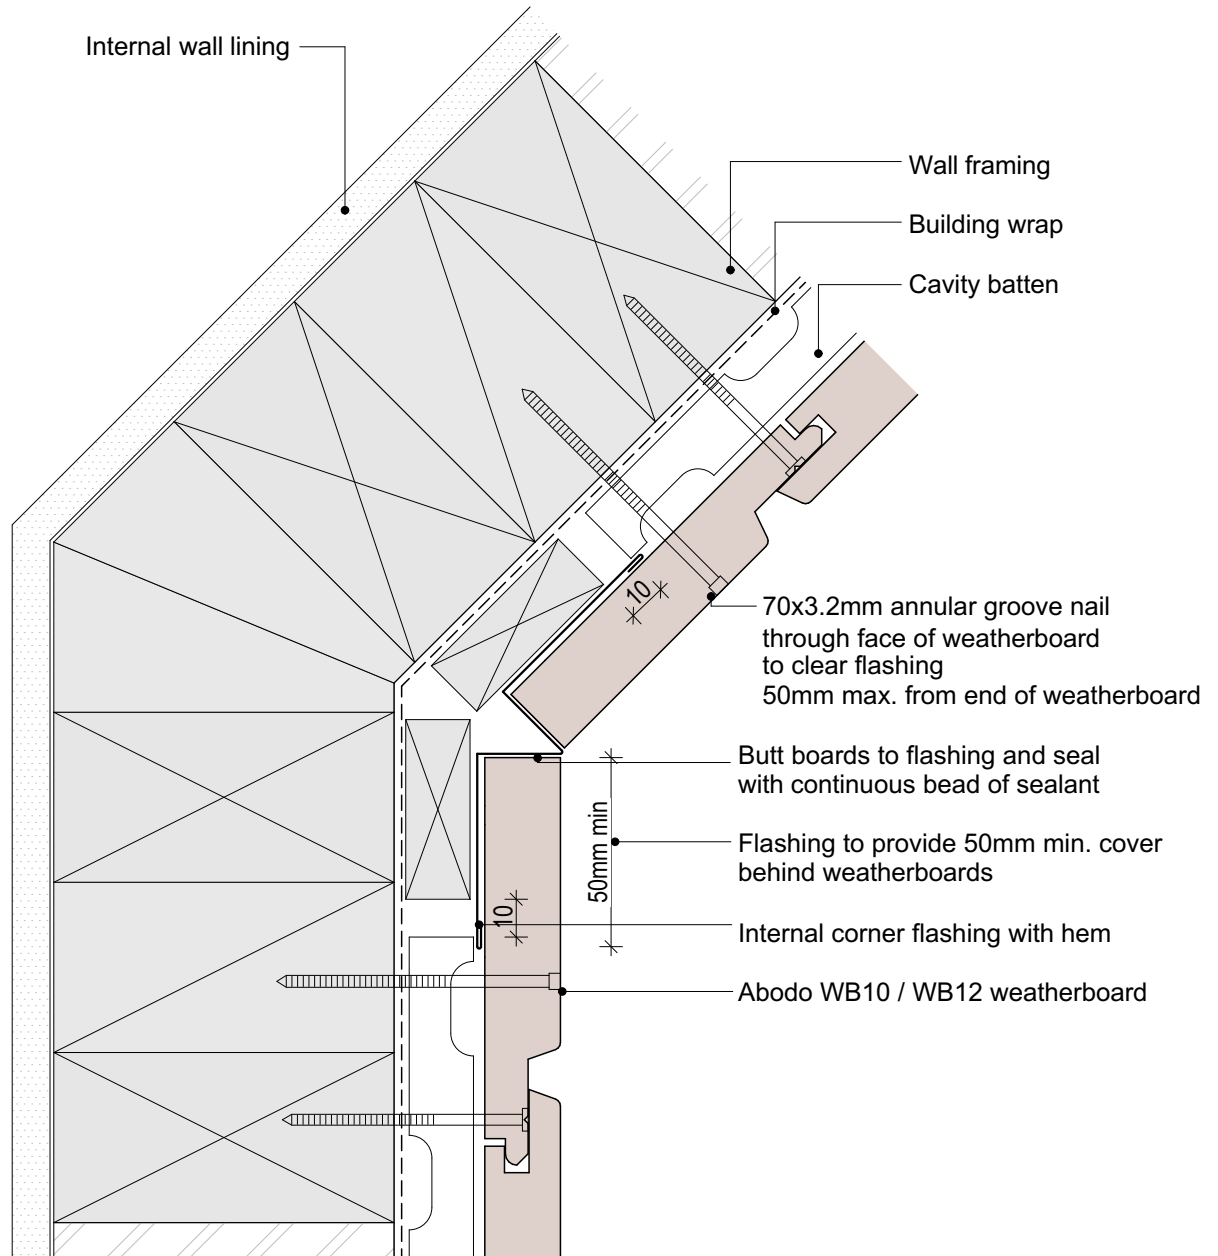 Internal wall lining
Wall framing
Building wrap
Cavity batten
10
70x3.2mm annular groove nail
through face of weatherboard
to clear flashing
50mm max. from end of weatherboard
Butt boards to flashing and seal
with continuous bead of sealant
50mm min
Flashing to provide 50mm min. cover
behind weatherboards
10
Internal corner flashing with hem
Abodo WB10 / WB12 weatherboard